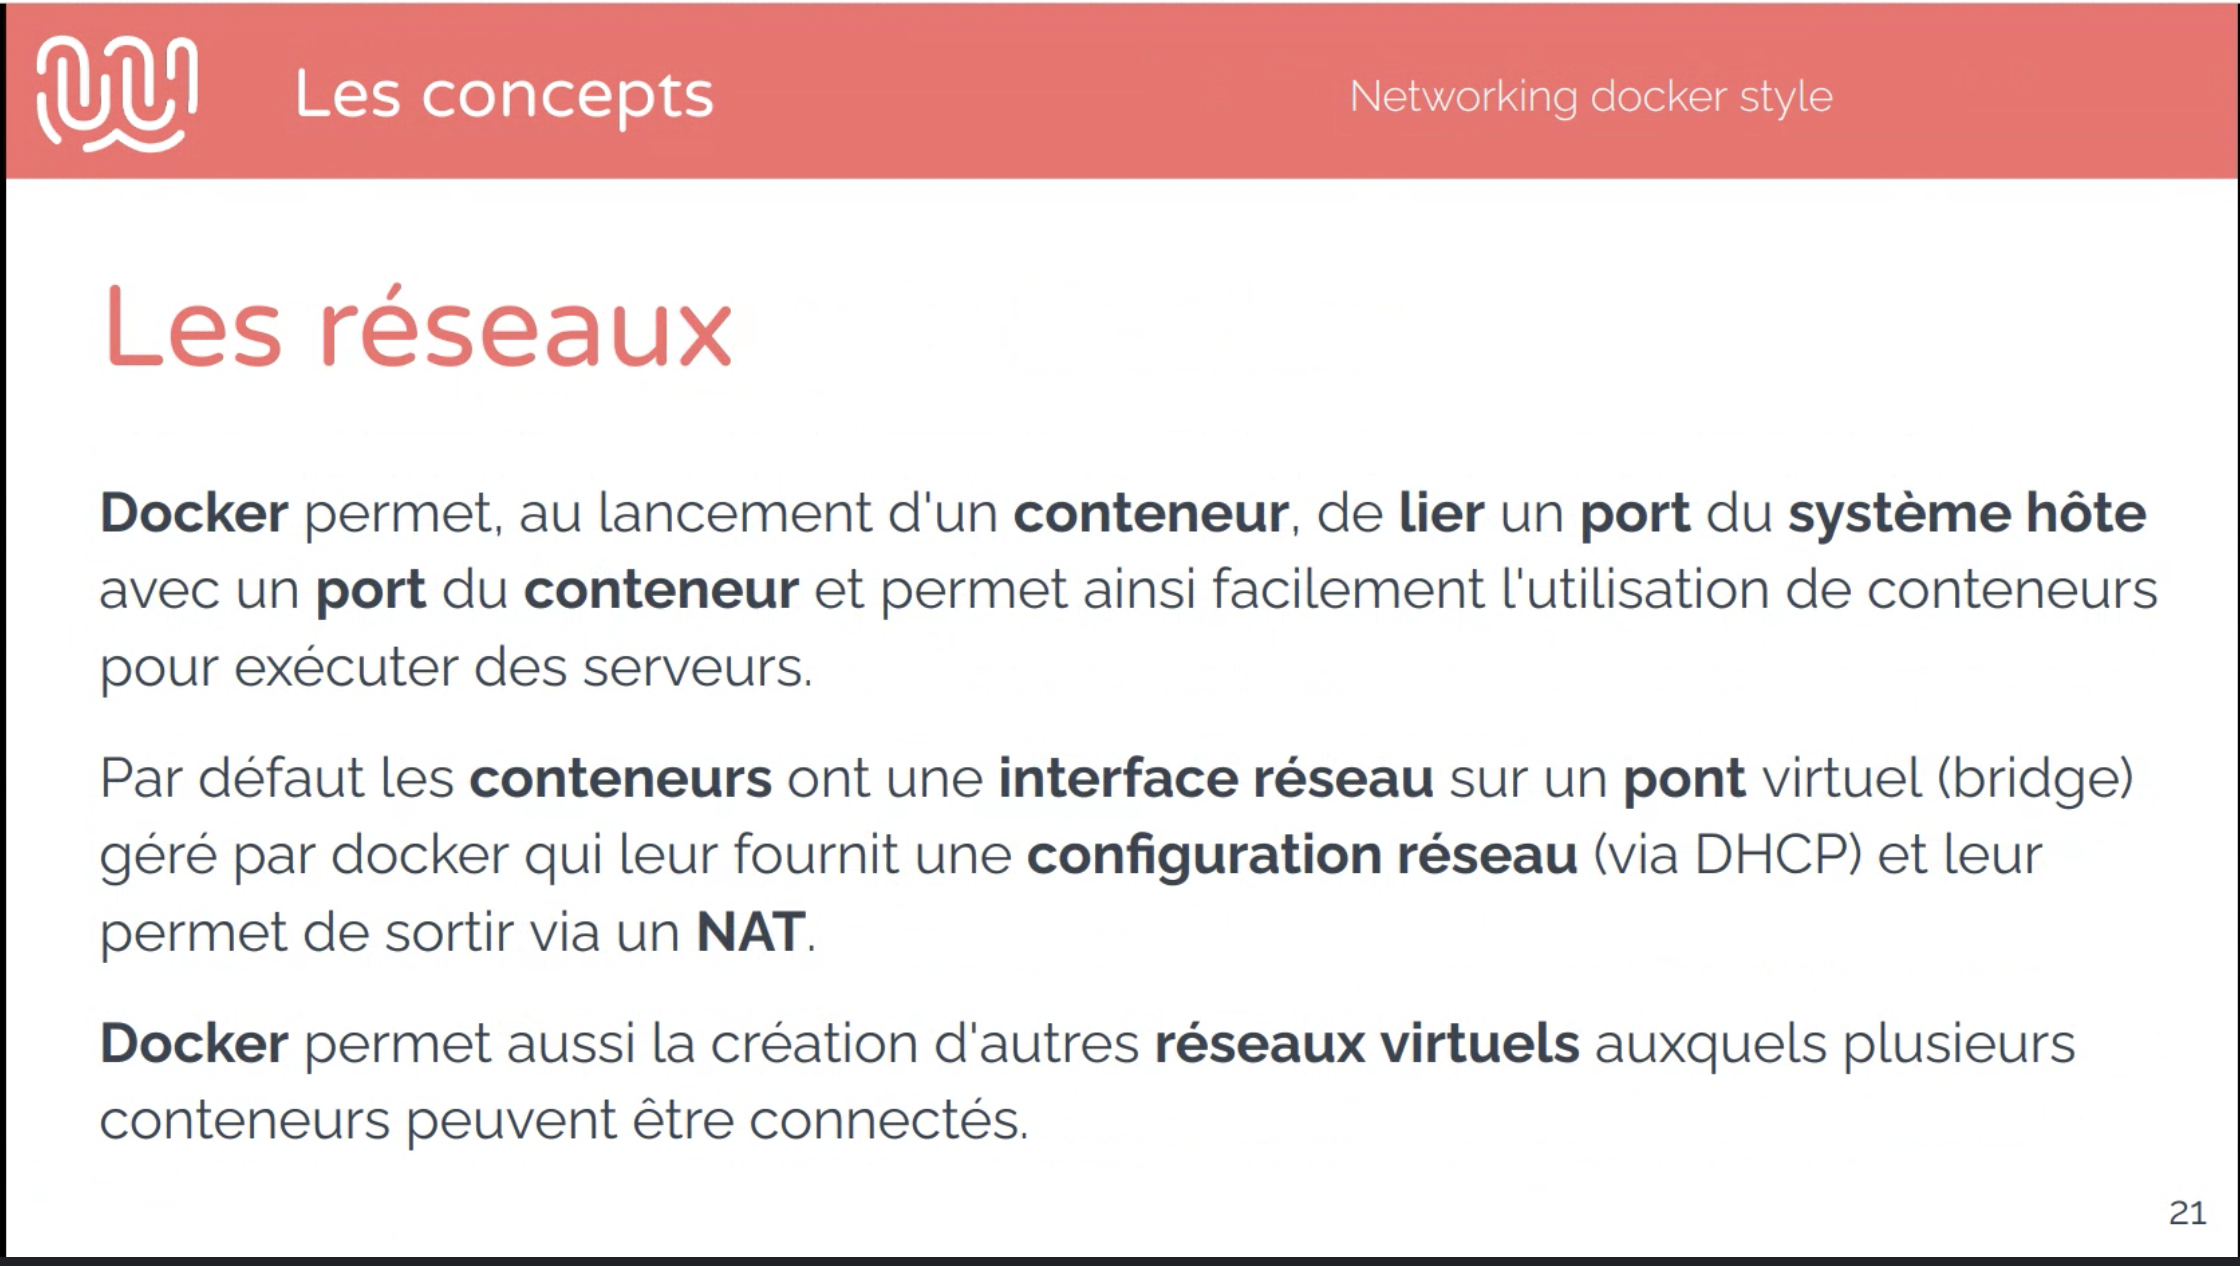 Les concepts
Networking docker style
Les réseaux
Docker permet, au lancement d'un conteneur, de lier un port du système hôte
avec un port du conteneur et permet ainsi facilement l'utilisation de conteneurs
pour exécuter des serveurs.
Par défaut les conteneurs ont une interface réseau sur un pont virtuel (bridge)
géré par docker qui leur fournit une configuration réseau (via DHCP) et leur
permet de sortir via un NAT.
Docker permet aussi la création d'autres réseaux virtuels auxquels plusieurs
conteneurs peuvent être connectés.
21